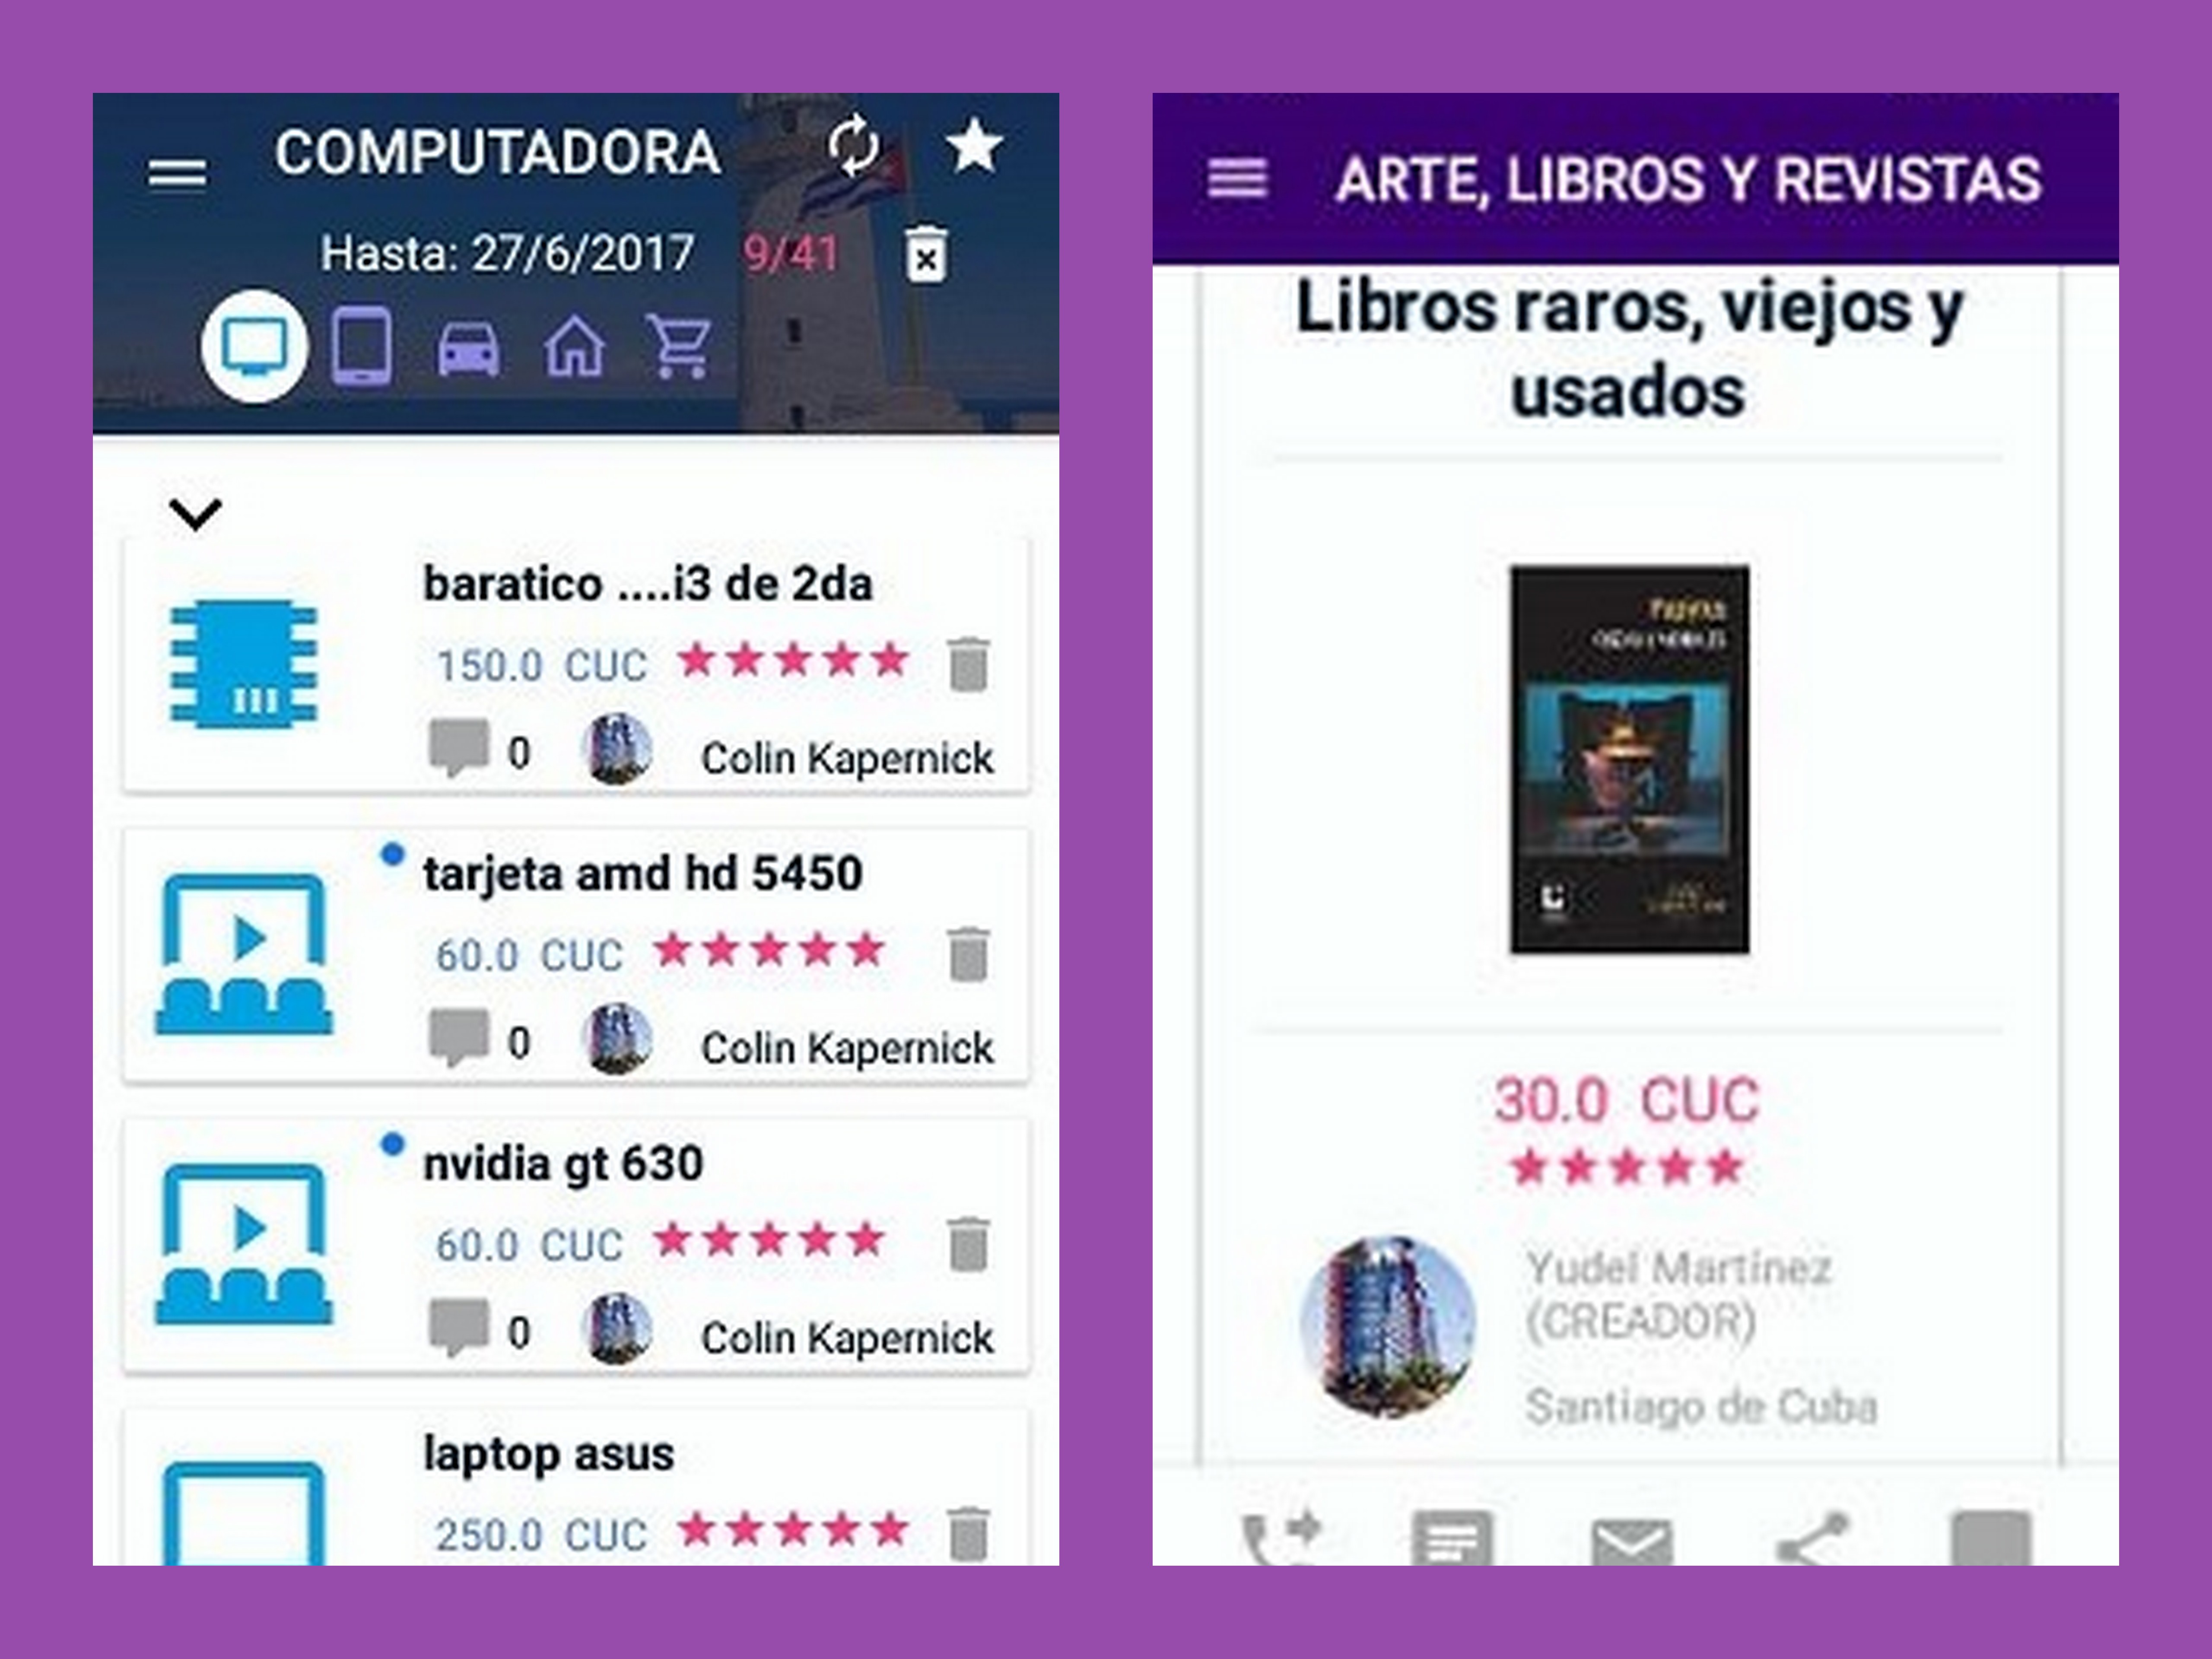 COMPUTADORA
Hasta: 27/6/2017 9/41
baratico ....i3 de 2da
150.0 CUC
0 Colin Kapernick
tarjeta amd hd 5450
60.0 CUC
0 Colin Kapernick
nvidia gt 630
60.0 CUC
0 Colin Kapernick
laptop asus
250.0 CUC
ARTE, LIBROS Y REVISTAS
Libros raros, viejos y
usados
30.0 CUC
Yudel Martinez
(CREADOR)
Santiago de Cuba